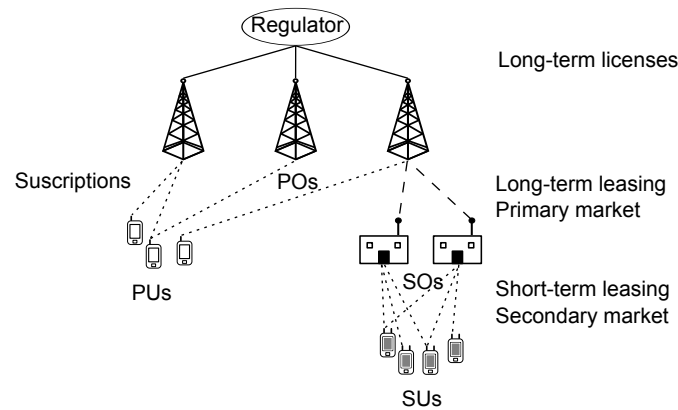 Regulator
Long-term licenses
Suscriptions
POs
Long-term leasing
Primary market
PUs
SOs
Short-term leasing
Secondary market
SUs